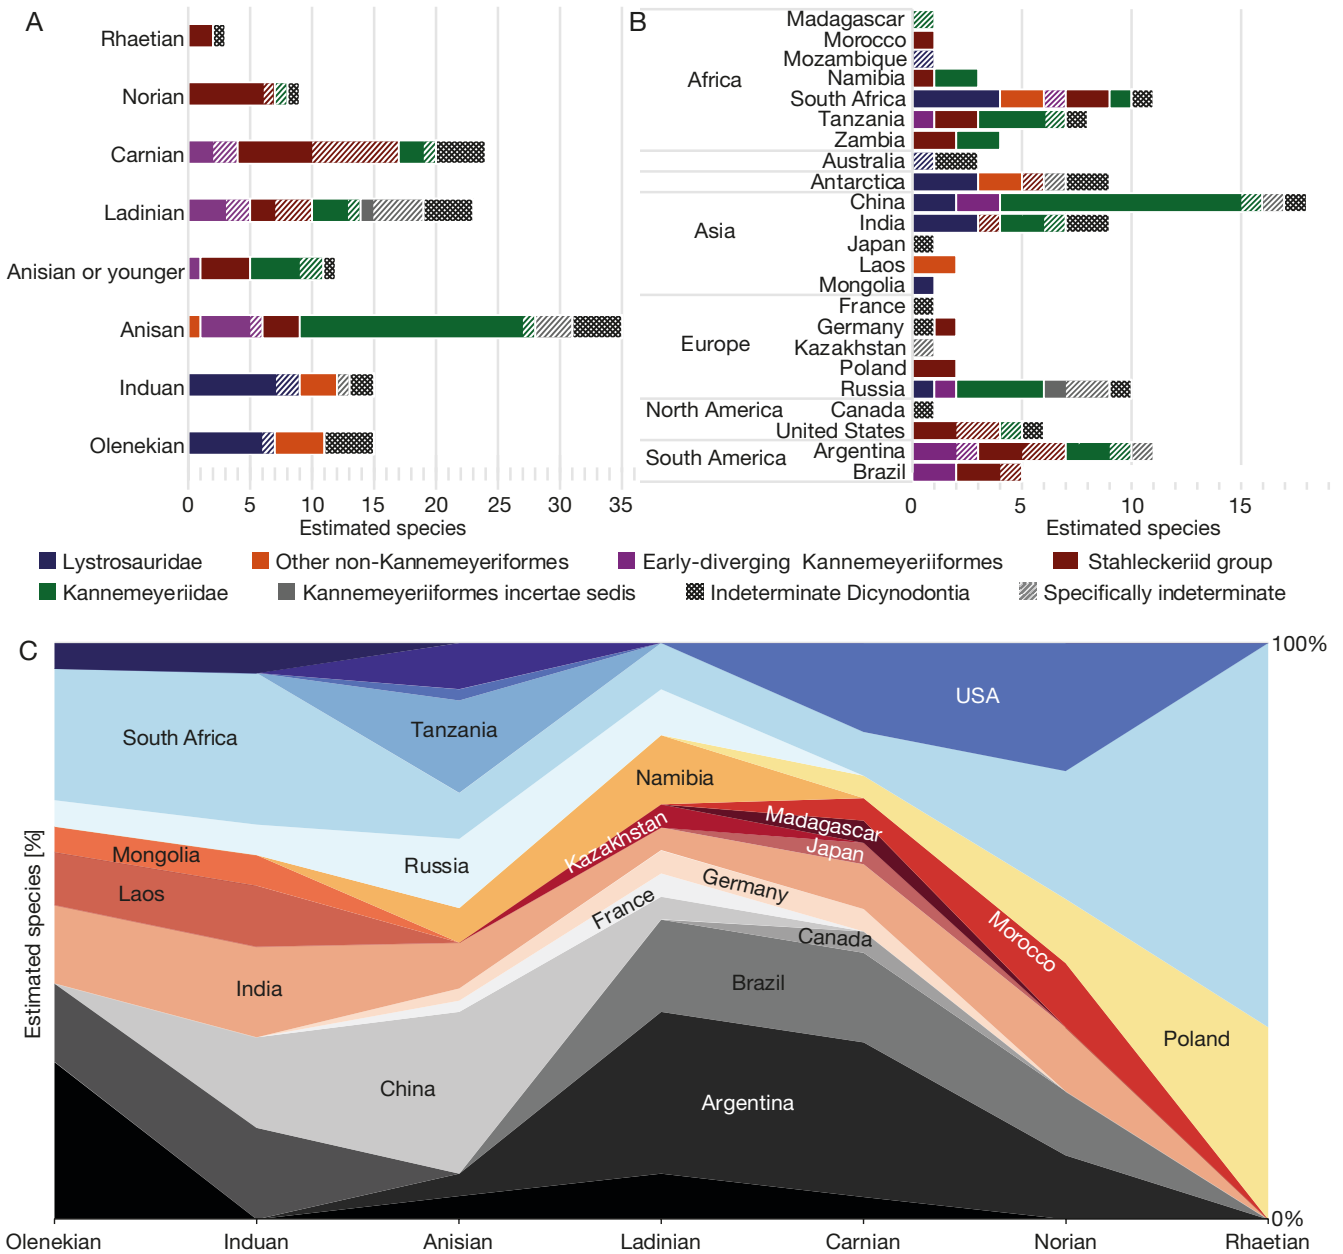 A
Rhaetian
Norian
Carnian
Ladinian
Anisian or younger
Anisan
Induan
Olenekian
0 5 10 15 20 25 30 35
Estimated species
B
Africa
Madagascar
Morocco
Mozambique
Namibia
South Africa
Tanzania
Zambia
Australia
Antarctica
Asia
China
India
Japan
Laos
Mongolia
Europe
France
Germany
Kazakhstan
Poland
Russia
North America
Canada
United States
South America
Argentina
Brazil
0 5 10 15
Estimated species
Lystrosauridae Other non-Kannemeyeriformes Early-diverging Kannemeyeriiformes Stahleckeriid group
Kannemeyeriidae Kannemeyeriiformes incertae sedis Indeterminate Dicynodontia Specifically indeterminate
C
100%
USA
South Africa
Tanzania
Namibia
Madagascar
Kazakhstan
Japan
Mongolia
Russia
Laos
Germany
France
Morocco
Canada
India
Brazil
Poland
China
Argentina
Estimated species [%]
0%
Olenekian Induan Anisian Ladinian Carnian Norian Rhaetian